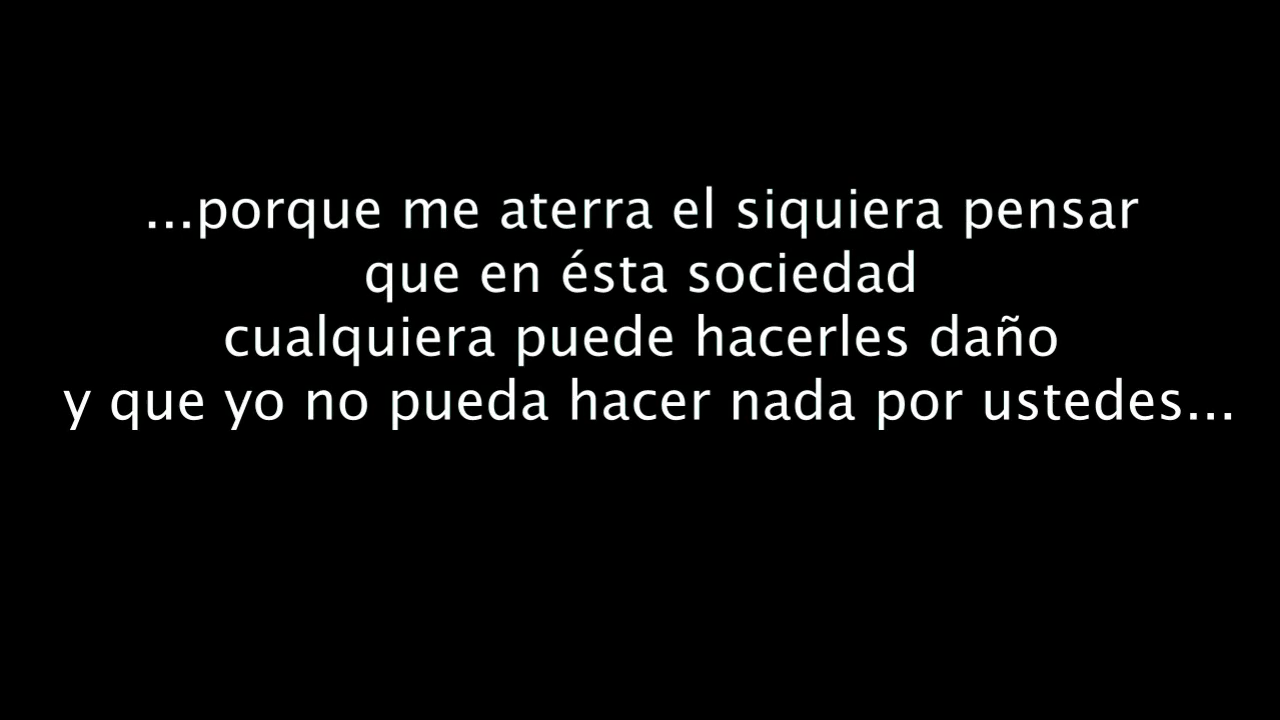 ...porque me aterra el siquiera pensar
que en ésta sociedad
cualquiera puede hacerles daño
y que yo no pueda hacer nada por ustedes...